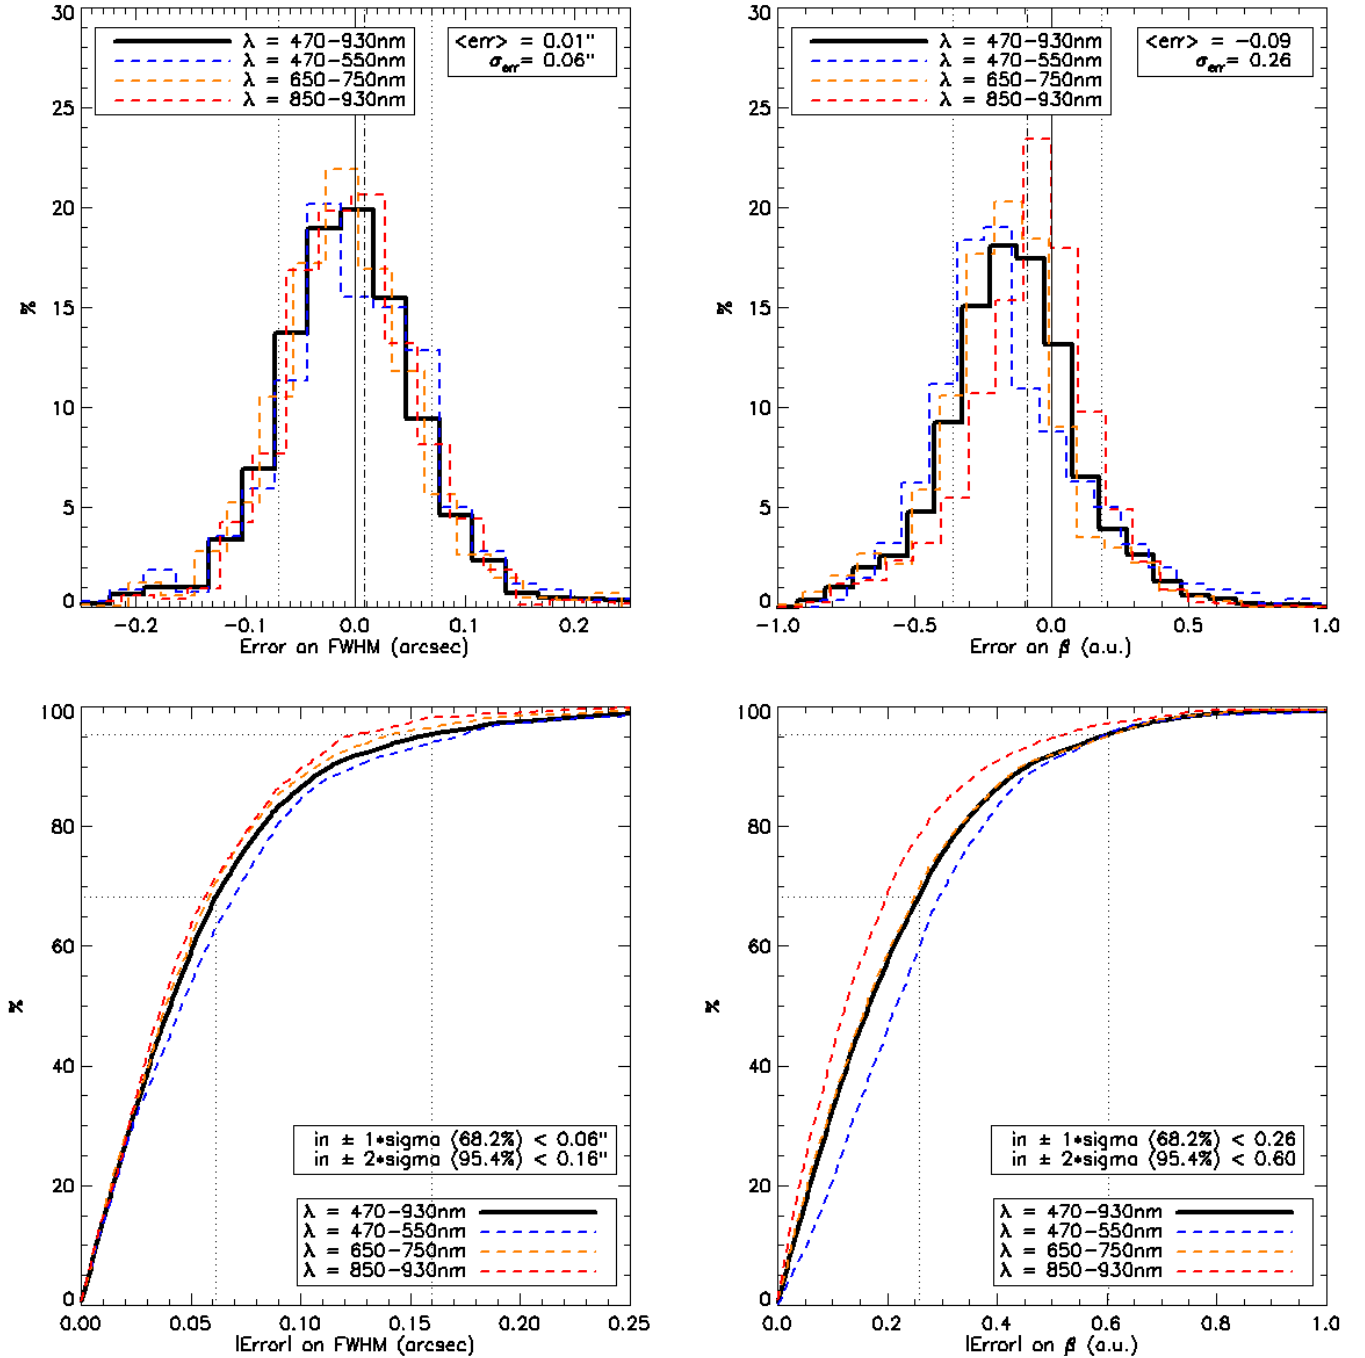 λ = 470-930nm
λ = 470-550nm
λ = 650-750nm
λ = 850-930nm
<err> = 0.01"
σerr= 0.06"
30
25
20
15
10
5
0
%
-0.2 -0.1 0.0 0.1 0.2
Error on FWHM (arcsec)
λ = 470-930nm
λ = 470-550nm
λ = 650-750nm
λ = 850-930nm
<err> = -0.09
σerr= 0.26
30
25
20
15
10
5
0
%
-1.0 -0.5 0.0 0.5 1.0
Error on β (a.u.)
100
80
60
40
20
0
%
in ± 1*sigma (68.2%) < 0.06"
in ± 2*sigma (95.4%) < 0.16"
λ = 470-930nm
λ = 470-550nm
λ = 650-750nm
λ = 850-930nm
0.00 0.05 0.10 0.15 0.20 0.25
|Error| on FWHM (arcsec)
100
80
60
40
20
0
%
in ± 1*sigma (68.2%) < 0.26
in ± 2*sigma (95.4%) < 0.60
λ = 470-930nm
λ = 470-550nm
λ = 650-750nm
λ = 850-930nm
0.0 0.2 0.4 0.6 0.8 1.0
|Error| on β (a.u.)